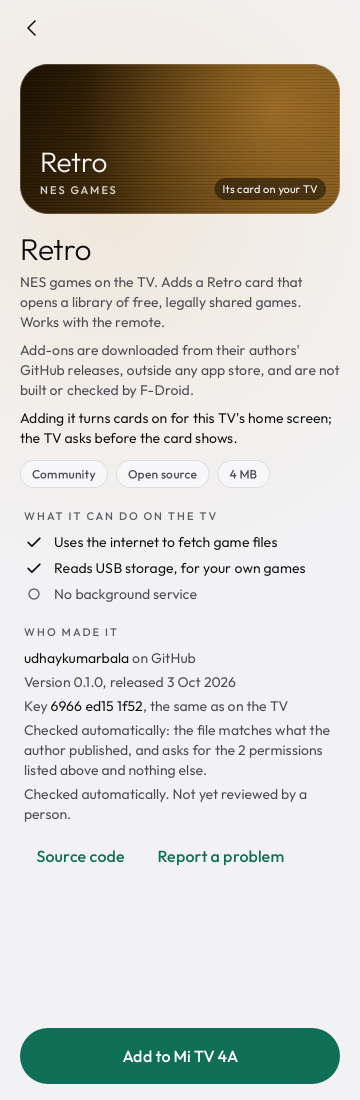 Retro
NES GAMES
Its card on your TV
Retro
NES games on the TV. Adds a Retro card that
opens a library of free, legally shared games.
Works with the remote.
Add-ons are downloaded from their authors'
GitHub releases, outside any app store, and are not
built or checked by F-Droid.
Adding it turns cards on for this TV's home screen;
the TV asks before the card shows.
Community
Open source
4 MB
WHAT IT CAN DO ON THE TV
Uses the internet to fetch game files
Reads USB storage, for your own games
No background service
WHO MADE IT
udhaykumarbala on GitHub
Version 0.1.0, released 3 Oct 2026
Key 6966 ed15 1f52, the same as on the TV
Checked automatically: the file matches what the
author published, and asks for the 2 permissions
listed above and nothing else.
Checked automatically. Not yet reviewed by a
person.
Source code
Report a problem
Add to Mi TV 4A